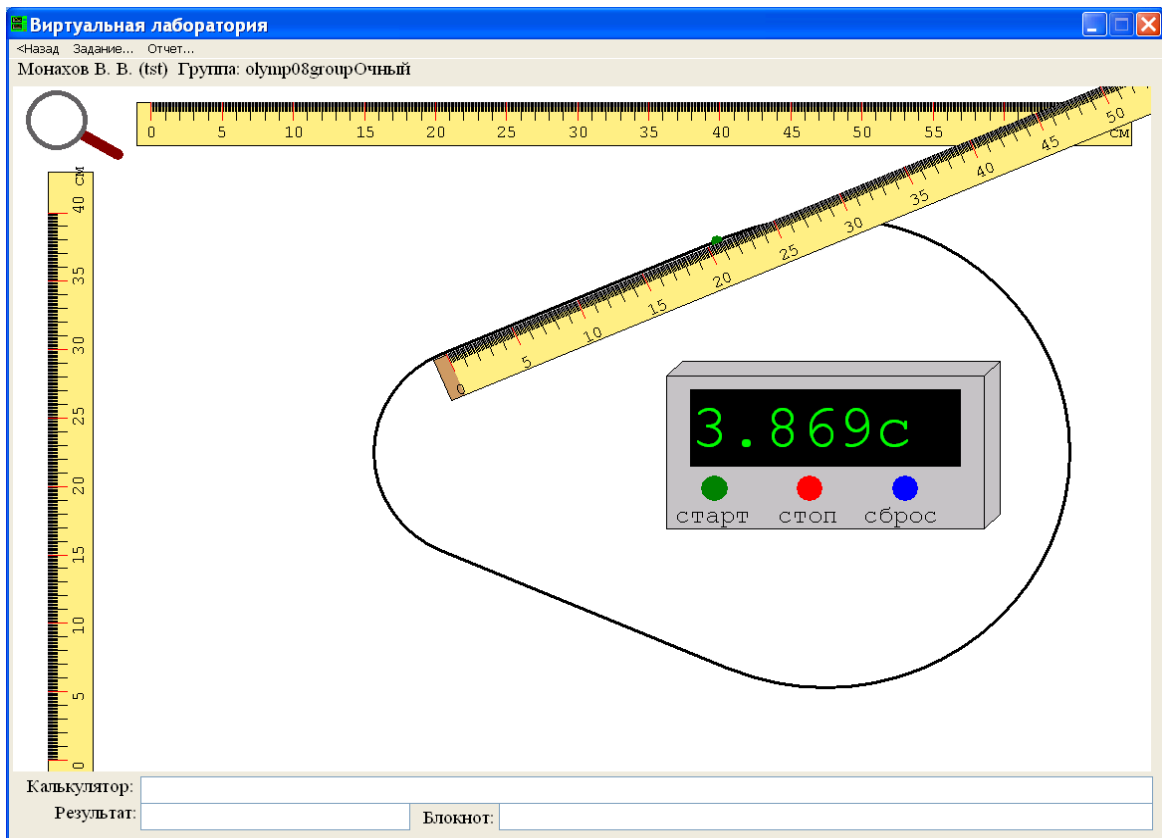 Виртуальная лаборатория
<Назад Задание... Отчет...
Монахов В. В. (tst) Группа: olymp08groupОчный
0 5 10 15 20 25 30 35 40 45 50 55 см
0 5 10 15 20 25 30 35 40 45 50
см 40 35 30 25 20 15 10 5 0
3.869с
старт стоп сброс
Калькулятор:
Результат: Блокнот: